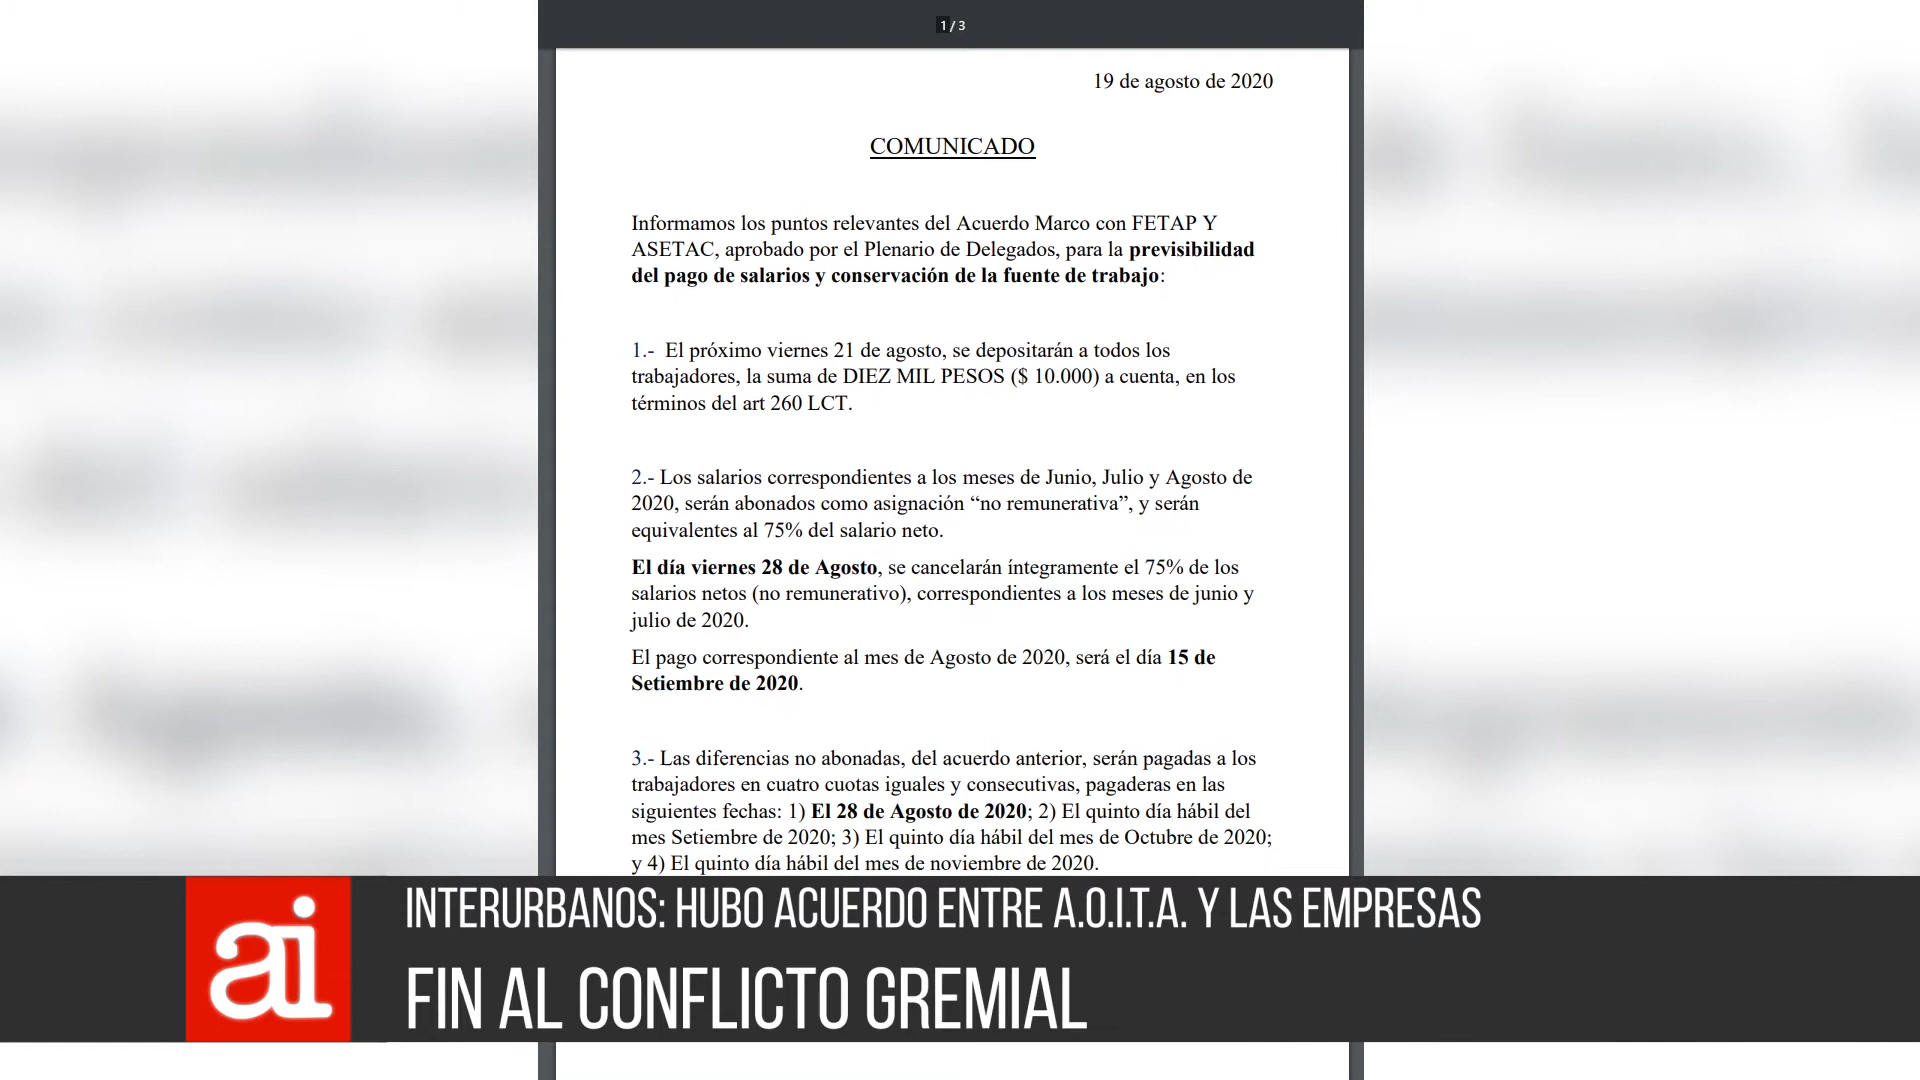 1 / 3
19 de agosto de 2020
COMUNICADO
Informamos los puntos relevantes del Acuerdo Marco con FETAP Y
ASETAC, aprobado por el Plenario de Delegados, para la previsibilidad
del pago de salarios y conservación de la fuente de trabajo:
1.- El próximo viernes 21 de agosto, se depositarán a todos los
trabajadores, la suma de DIEZ MIL PESOS ($ 10.000) a cuenta, en los
términos del art 260 LCT.
2.- Los salarios correspondientes a los meses de Junio, Julio y Agosto de
2020, serán abonados como asignación “no remunerativa”, y serán
equivalentes al 75% del salario neto.
El día viernes 28 de Agosto, se cancelarán íntegramente el 75% de los
salarios netos (no remunerativo), correspondientes a los meses de junio y
julio de 2020.
El pago correspondiente al mes de Agosto de 2020, será el día 15 de
Setiembre de 2020.
3.- Las diferencias no abonadas, del acuerdo anterior, serán pagadas a los
trabajadores en cuatro cuotas iguales y consecutivas, pagaderas en las
siguientes fechas: 1) El 28 de Agosto de 2020; 2) El quinto día hábil del
mes Setiembre de 2020; 3) El quinto día hábil del mes de Octubre de 2020;
y 4) El quinto día hábil del mes de noviembre de 2020.
ai
INTERURBANOS: HUBO ACUERDO ENTRE A.O.I.T.A. Y LAS EMPRESAS
FIN AL CONFLICTO GREMIAL